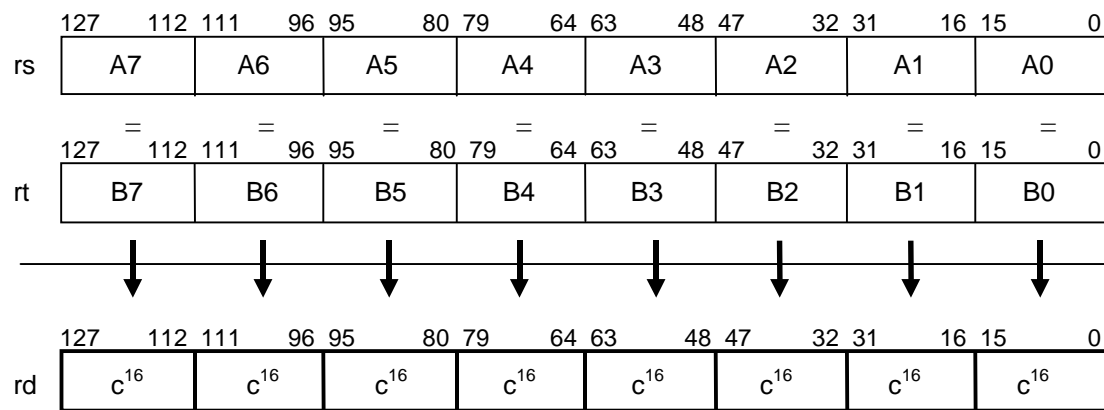 127 112 111 96 95 80 79 64 63 48 47 32 31 16 15 0
rs A7 A6 A5 A4 A3 A2 A1 A0
= = = = = = = =
127 112 111 96 95 80 79 64 63 48 47 32 31 16 15 0
rt B7 B6 B5 B4 B3 B2 B1 B0
127 112 111 96 95 80 79 64 63 48 47 32 31 16 15 0
rd c¹⁶ c¹⁶ c¹⁶ c¹⁶ c¹⁶ c¹⁶ c¹⁶ c¹⁶